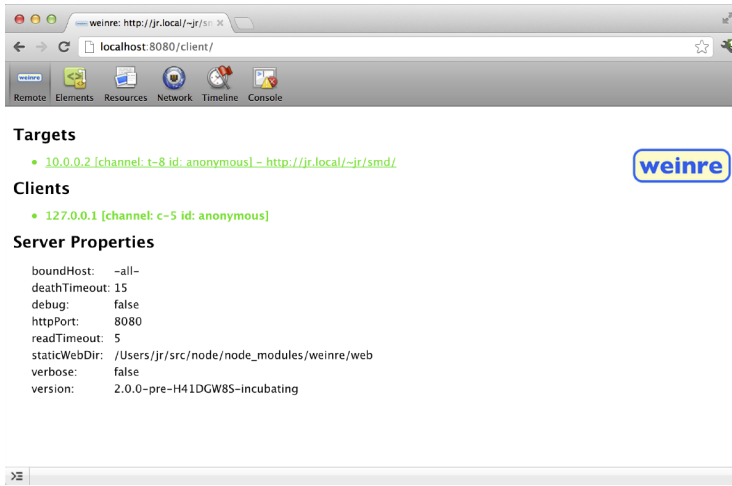 weinre: http://jr.local/~jr/sn
localhost:8080/client/
weinre
Remote Elements Resources Network Timeline Console
Targets
10.0.0.2 [channel: t-8 id: anonymous] - http://jr.local/~jr/smd/
weinre
Clients
127.0.0.1 [channel: c-5 id: anonymous]
Server Properties
boundHost: -all-
deathTimeout: 15
debug: false
httpPort: 8080
readTimeout: 5
staticWebDir: /Users/jr/src/node/node_modules/weinre/web
verbose: false
version: 2.0.0-pre-H41DGW8S-incubating